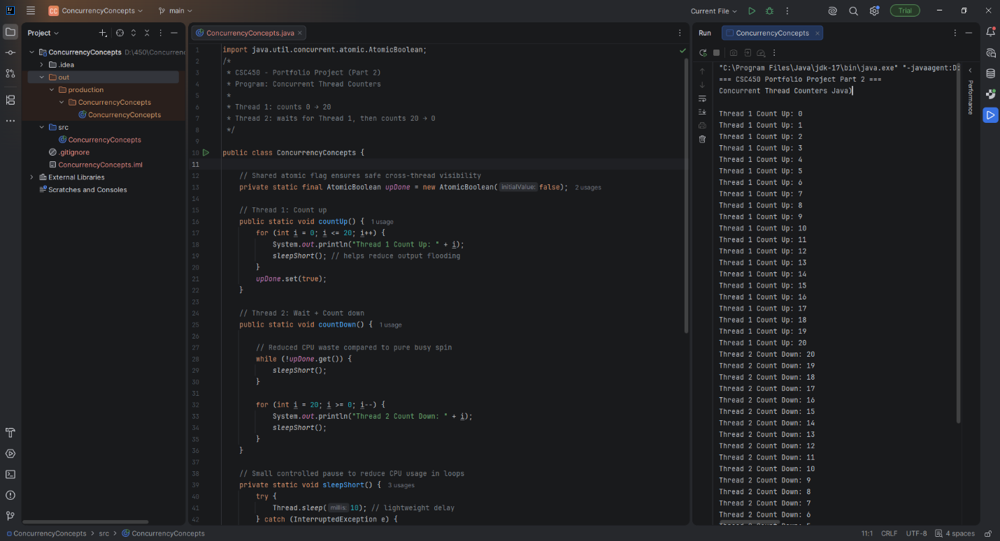 CC ConcurrencyConcepts
main
Current File
Trial
Project
ConcurrencyConcepts D:\450\Concurren
.idea
out
production
ConcurrencyConcepts
ConcurrencyConcepts
src
ConcurrencyConcepts
.gitignore
ConcurrencyConcepts.iml
External Libraries
Scratches and Consoles
ConcurrencyConcepts.java
1 import java.util.concurrent.atomic.AtomicBoolean;
2 /*
3 * CSC450 - Portfolio Project (Part 2)
4 * Program: Concurrent Thread Counters
5 *
6 * Thread 1: counts 0 → 20
7 * Thread 2: waits for Thread 1, then counts 20 → 0
8 */
9
10 public class ConcurrencyConcepts {
11
12 // Shared atomic flag ensures safe cross-thread visibility
13 private static final AtomicBoolean upDone = new AtomicBoolean( initialValue: false); 2 usages
14
15 // Thread 1: Count up
16 public static void countUp() { 1 usage
17 for (int i = 0; i <= 20; i++) {
18 System.out.println("Thread 1 Count Up: " + i);
19 sleepShort(); // helps reduce output flooding
20 }
21 upDone.set(true);
22 }
23
24 // Thread 2: Wait + Count down
25 public static void countDown() { 1 usage
26
27 // Reduced CPU waste compared to pure busy spin
28 while (!upDone.get()) {
29 sleepShort();
30 }
31
32 for (int i = 20; i >= 0; i--) {
33 System.out.println("Thread 2 Count Down: " + i);
34 sleepShort();
35 }
36 }
37
38 // Small controlled pause to reduce CPU usage in loops
39 private static void sleepShort() { 3 usages
40 try {
41 Thread.sleep( millis: 10); // lightweight delay
42 } catch (InterruptedException e) {
Run
ConcurrencyConcepts
"C:\Program Files\Java\jdk-17\bin\java.exe" "-javaagent:D:
=== CSC450 Portfolio Project Part 2 ===
Concurrent Thread Counters Java)
Thread 1 Count Up: 0
Thread 1 Count Up: 1
Thread 1 Count Up: 2
Thread 1 Count Up: 3
Thread 1 Count Up: 4
Thread 1 Count Up: 5
Thread 1 Count Up: 6
Thread 1 Count Up: 7
Thread 1 Count Up: 8
Thread 1 Count Up: 9
Thread 1 Count Up: 10
Thread 1 Count Up: 11
Thread 1 Count Up: 12
Thread 1 Count Up: 13
Thread 1 Count Up: 14
Thread 1 Count Up: 15
Thread 1 Count Up: 16
Thread 1 Count Up: 17
Thread 1 Count Up: 18
Thread 1 Count Up: 19
Thread 1 Count Up: 20
Thread 2 Count Down: 20
Thread 2 Count Down: 19
Thread 2 Count Down: 18
Thread 2 Count Down: 17
Thread 2 Count Down: 16
Thread 2 Count Down: 15
Thread 2 Count Down: 14
Thread 2 Count Down: 13
Thread 2 Count Down: 12
Thread 2 Count Down: 11
Thread 2 Count Down: 10
Thread 2 Count Down: 9
Thread 2 Count Down: 8
Thread 2 Count Down: 7
Thread 2 Count Down: 6
Performance
ConcurrencyConcepts > src > ConcurrencyConcepts
11:1 CRLF UTF-8 4 spaces